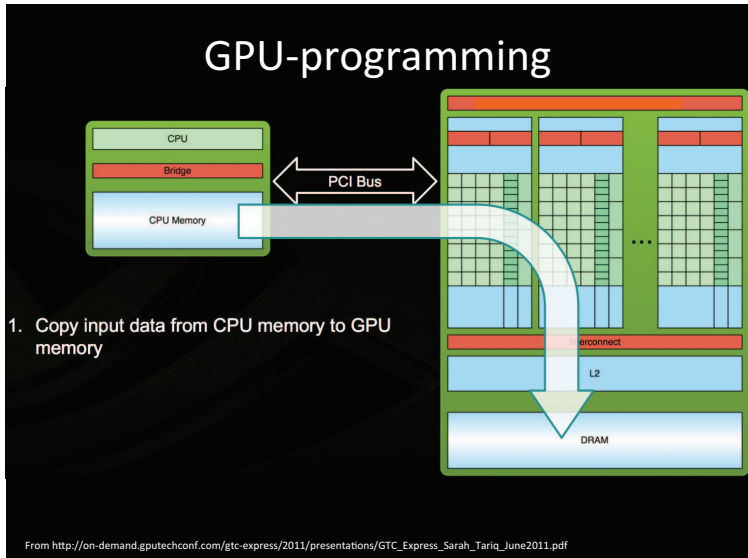 GPU-programming
CPU
Bridge
CPU Memory
PCI Bus
...
Interconnect
L2
DRAM
1. Copy input data from CPU memory to GPU
memory
From http://on-demand.gputechconf.com/gtc-express/2011/presentations/GTC_Express_Sarah_Tariq_June2011.pdf